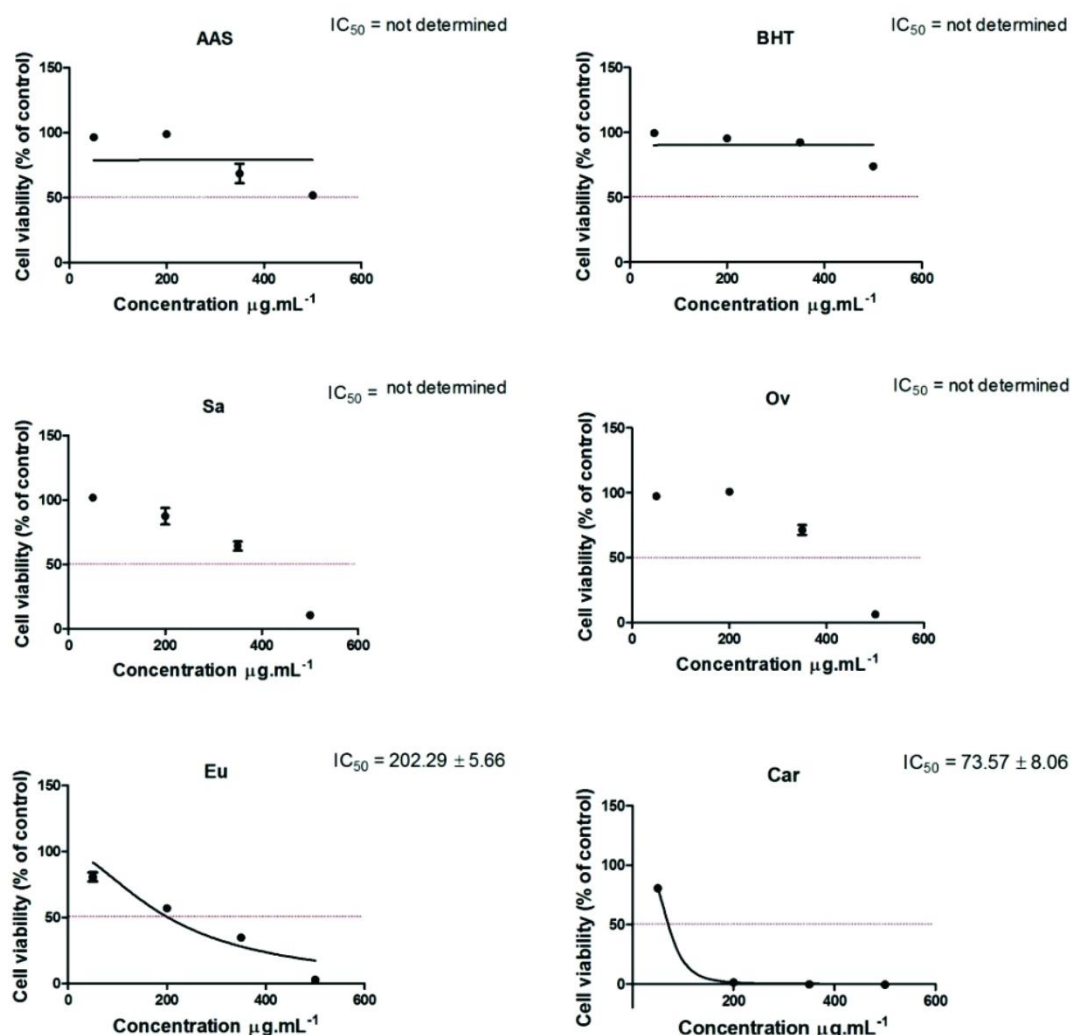 IC50 = not determined
AAS
Cell viability (% of control)
150
100
50
0
0 200 400 600
Concentration μg.mL-1
IC50 = not determined
BHT
Cell viability (% of control)
150
100
50
0
0 200 400 600
Concentration μg.mL-1
IC50 = not determined
Sa
Cell viability (% of control)
150
100
50
0
0 200 400 600
Concentration μg.mL-1
IC50 = not determined
Ov
Cell viability (% of control)
150
100
50
0
0 200 400 600
Concentration μg.mL-1
IC50 = 202.29 ± 5.66
Eu
Cell viability (% of control)
150
100
50
0
0 200 400 600
Concentration μg.mL-1
IC50 = 73.57 ± 8.06
Car
Cell viability (% of control)
150
100
50
0
200 400 600
Concentration μg.mL-1